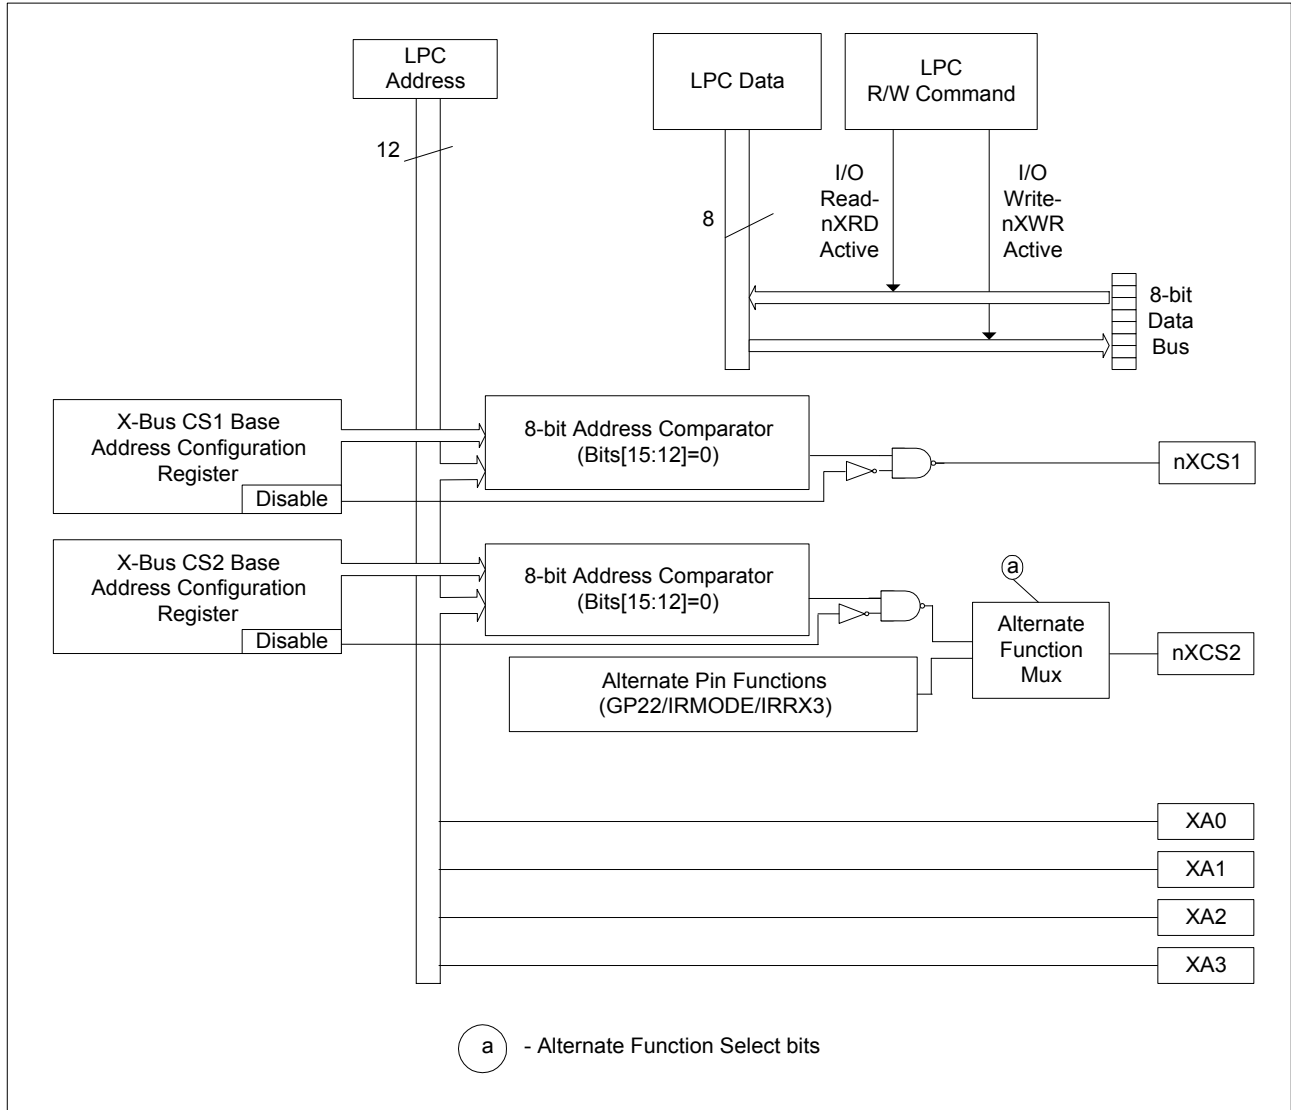 LPC
Address
LPC Data
LPC
R/W Command
12
8
I/O
Read-
nXRD
Active
I/O
Write-
nXWR
Active
8-bit
Data
Bus
X-Bus CS1 Base
Address Configuration
Register
Disable
8-bit Address Comparator
(Bits[15:12]=0)
nXCS1
X-Bus CS2 Base
Address Configuration
Register
Disable
8-bit Address Comparator
(Bits[15:12]=0)
a
Alternate
Function
Mux
nXCS2
Alternate Pin Functions
(GP22/IRMODE/IRRX3)
XA0
XA1
XA2
XA3
a - Alternate Function Select bits